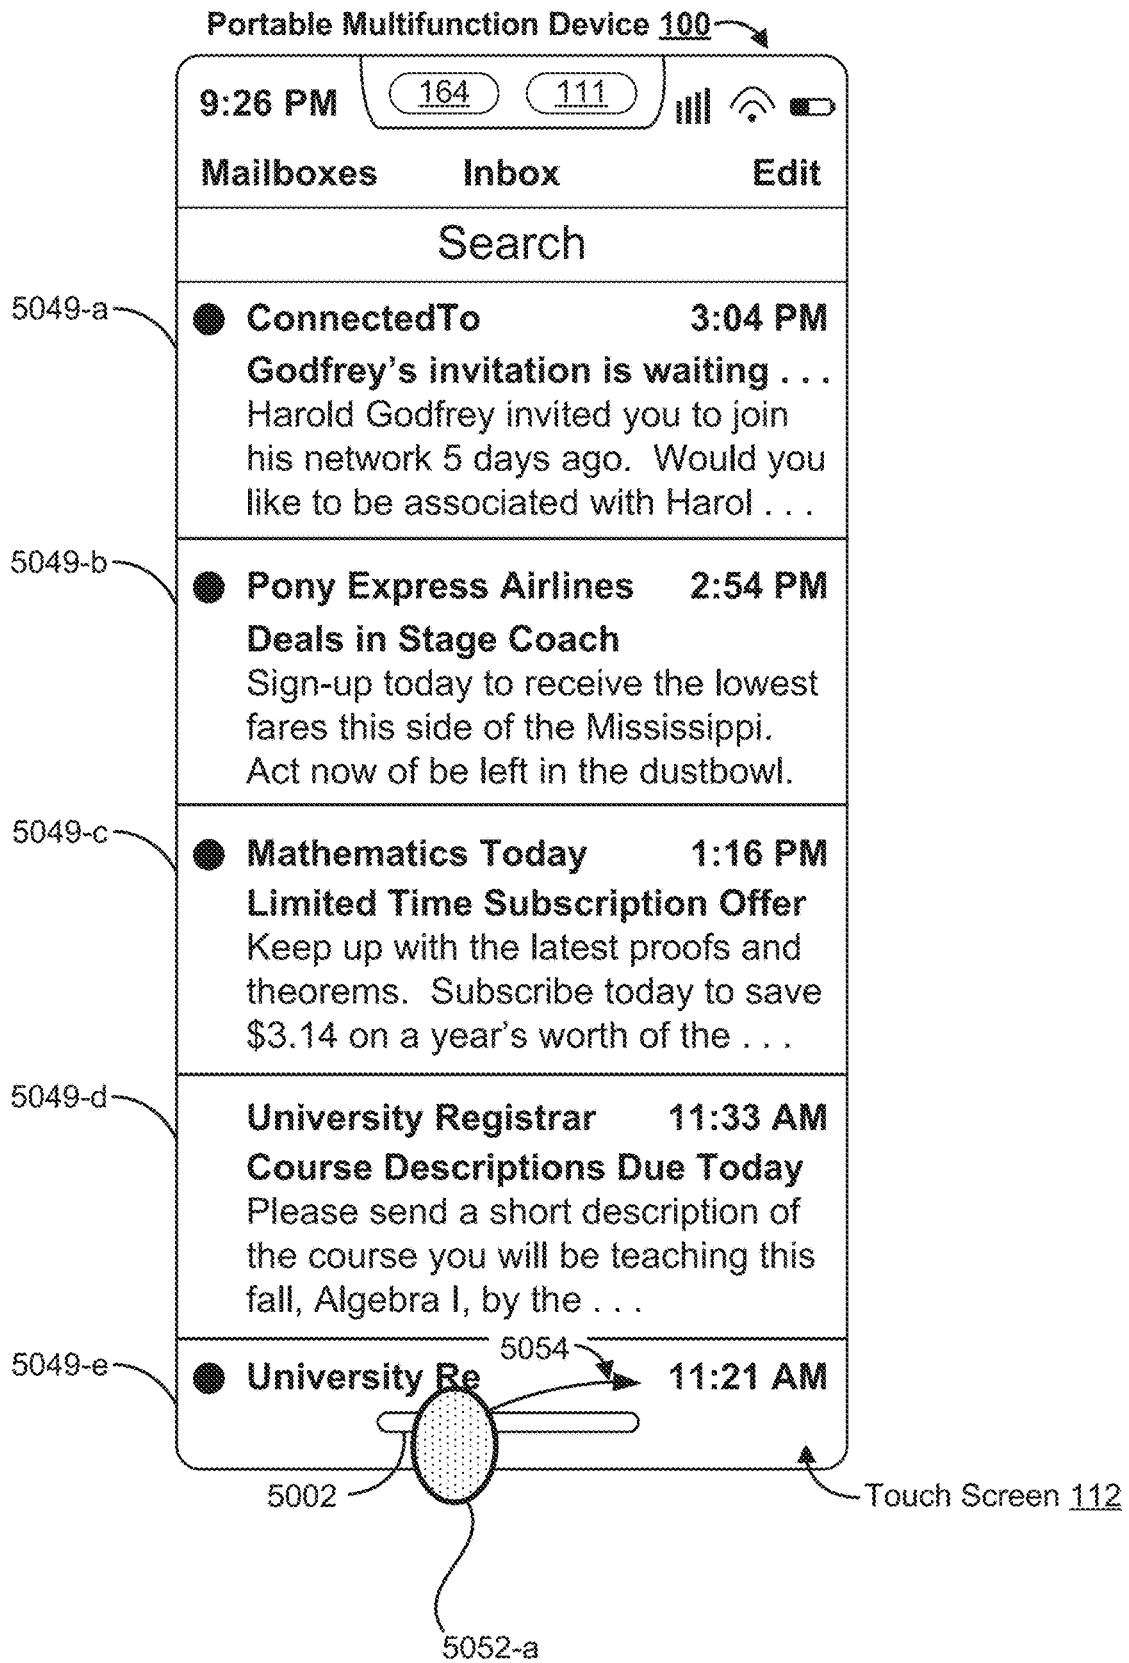 Portable Multifunction Device 100
9:26 PM 164 111
Mailboxes Inbox Edit
Search
5049-a
ConnectedTo 3:04 PM
Godfrey's invitation is waiting . . .
Harold Godfrey invited you to join
his network 5 days ago. Would you
like to be associated with Harol . . .
5049-b
Pony Express Airlines 2:54 PM
Deals in Stage Coach
Sign-up today to receive the lowest
fares this side of the Mississippi.
Act now of be left in the dustbowl.
5049-c
Mathematics Today 1:16 PM
Limited Time Subscription Offer
Keep up with the latest proofs and
theorems. Subscribe today to save
$3.14 on a year's worth of the . . .
5049-d
University Registrar 11:33 AM
Course Descriptions Due Today
Please send a short description of
the course you will be teaching this
fall, Algebra I, by the . . .
5054
5049-e
University Re 11:21 AM
5002
Touch Screen 112
5052-a